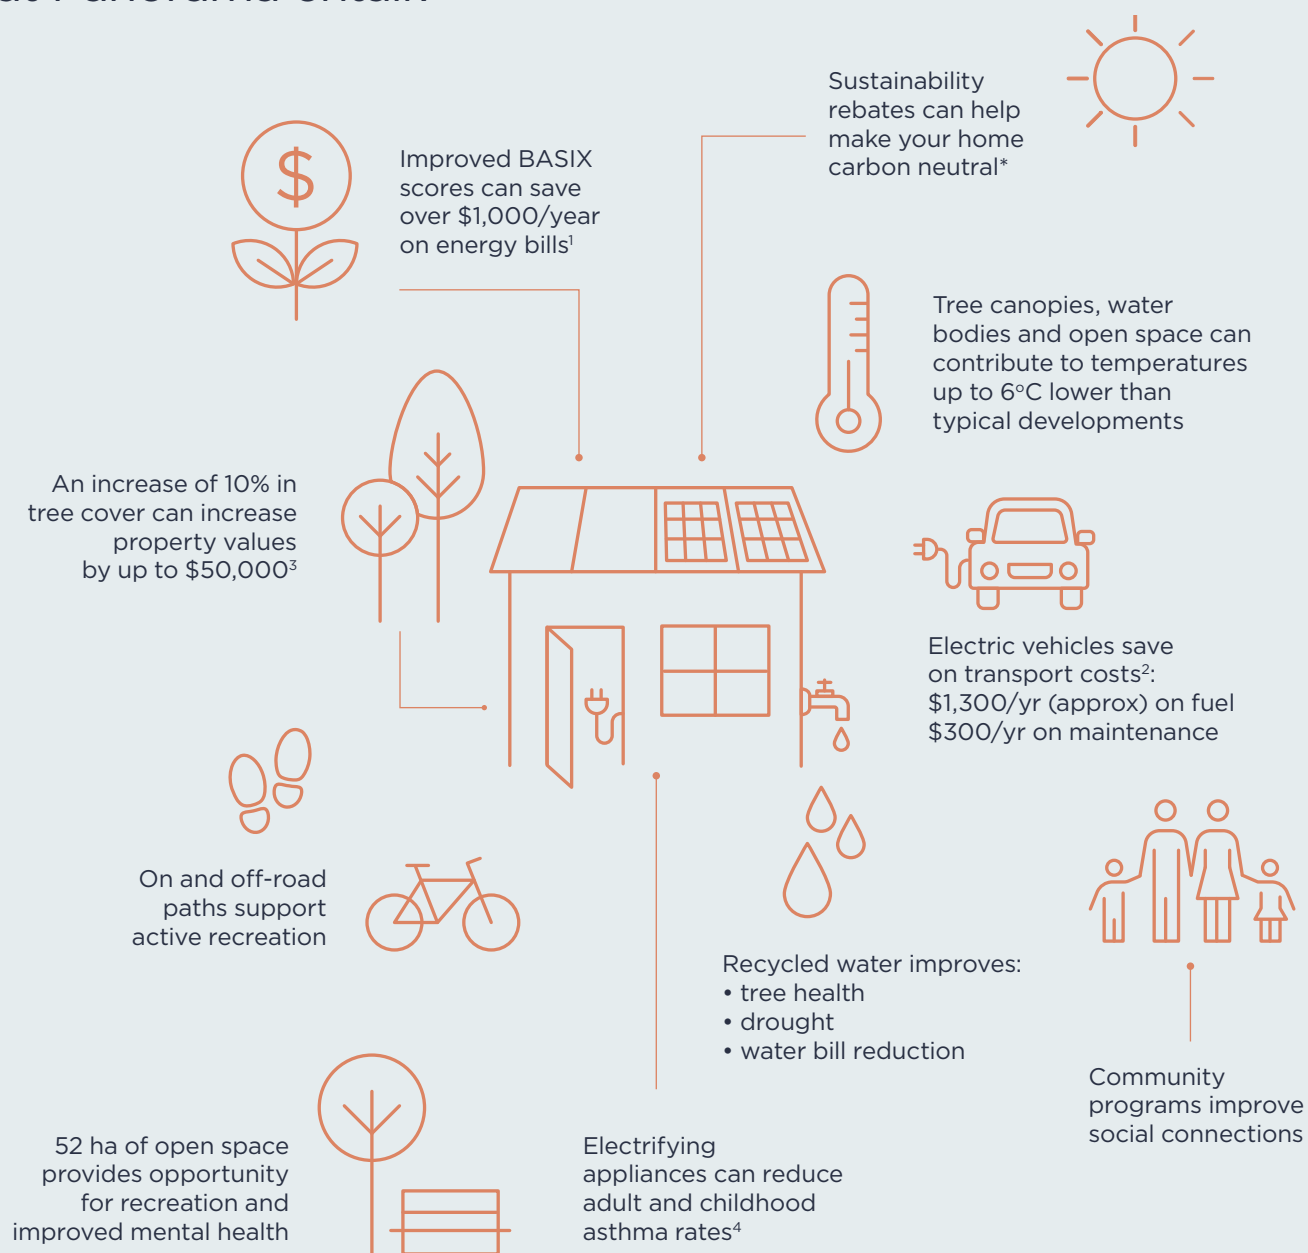 Sustainability
rebates can help
make your home
carbon neutral*
Improved BASIX
scores can save
over $1,000/year
on energy bills¹
$
Tree canopies, water
bodies and open space can
contribute to temperatures
up to 6°C lower than
typical developments
An increase of 10% in
tree cover can increase
property values
by up to $50,000³
Electric vehicles save
on transport costs²:
$1,300/yr (approx) on fuel
$300/yr on maintenance
On and off-road
paths support
active recreation
Recycled water improves:
• tree health
• drought
• water bill reduction
Community
programs improve
social connections
52 ha of open space
provides opportunity
for recreation and
improved mental health
Electrifying
appliances can reduce
adult and childhood
asthma rates⁴